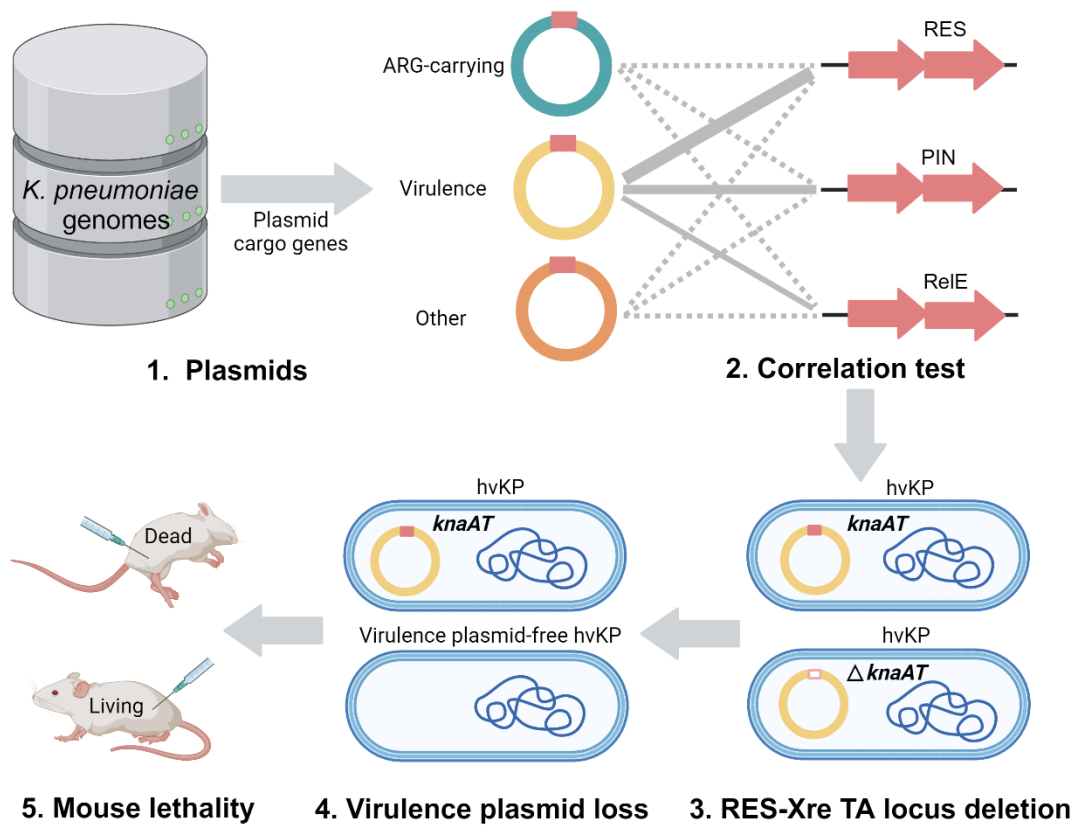 K. pneumoniae
genomes
Plasmid
cargo genes
ARG-carrying
Virulence
Other
RES
PIN
RelE
1. Plasmids
2. Correlation test
hvKP
knaAT
hvKP
△ knaAT
hvKP
knaAT
Virulence plasmid-free hvKP
Dead
Living
5. Mouse lethality
4. Virulence plasmid loss
3. RES-Xre TA locus deletion